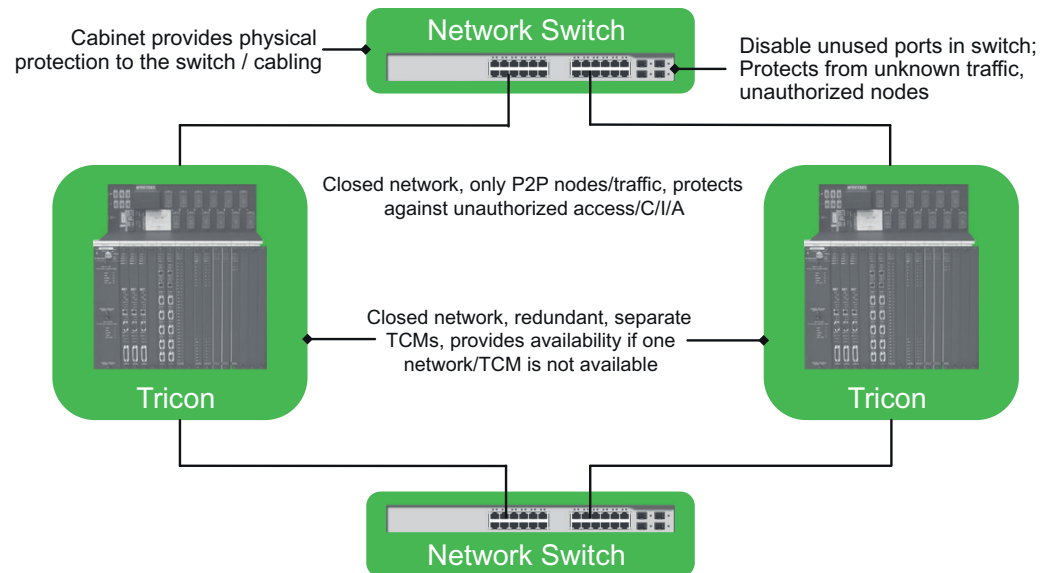 Network Switch
Cabinet provides physical
protection to the switch / cabling
Disable unused ports in switch;
Protects from unknown traffic,
unauthorized nodes
Closed network, only P2P nodes/traffic, protects
against unauthorized access/C/I/A
Closed network, redundant, separate
TCMs, provides availability if one
network/TCM is not available
Tricon
Tricon
Network Switch